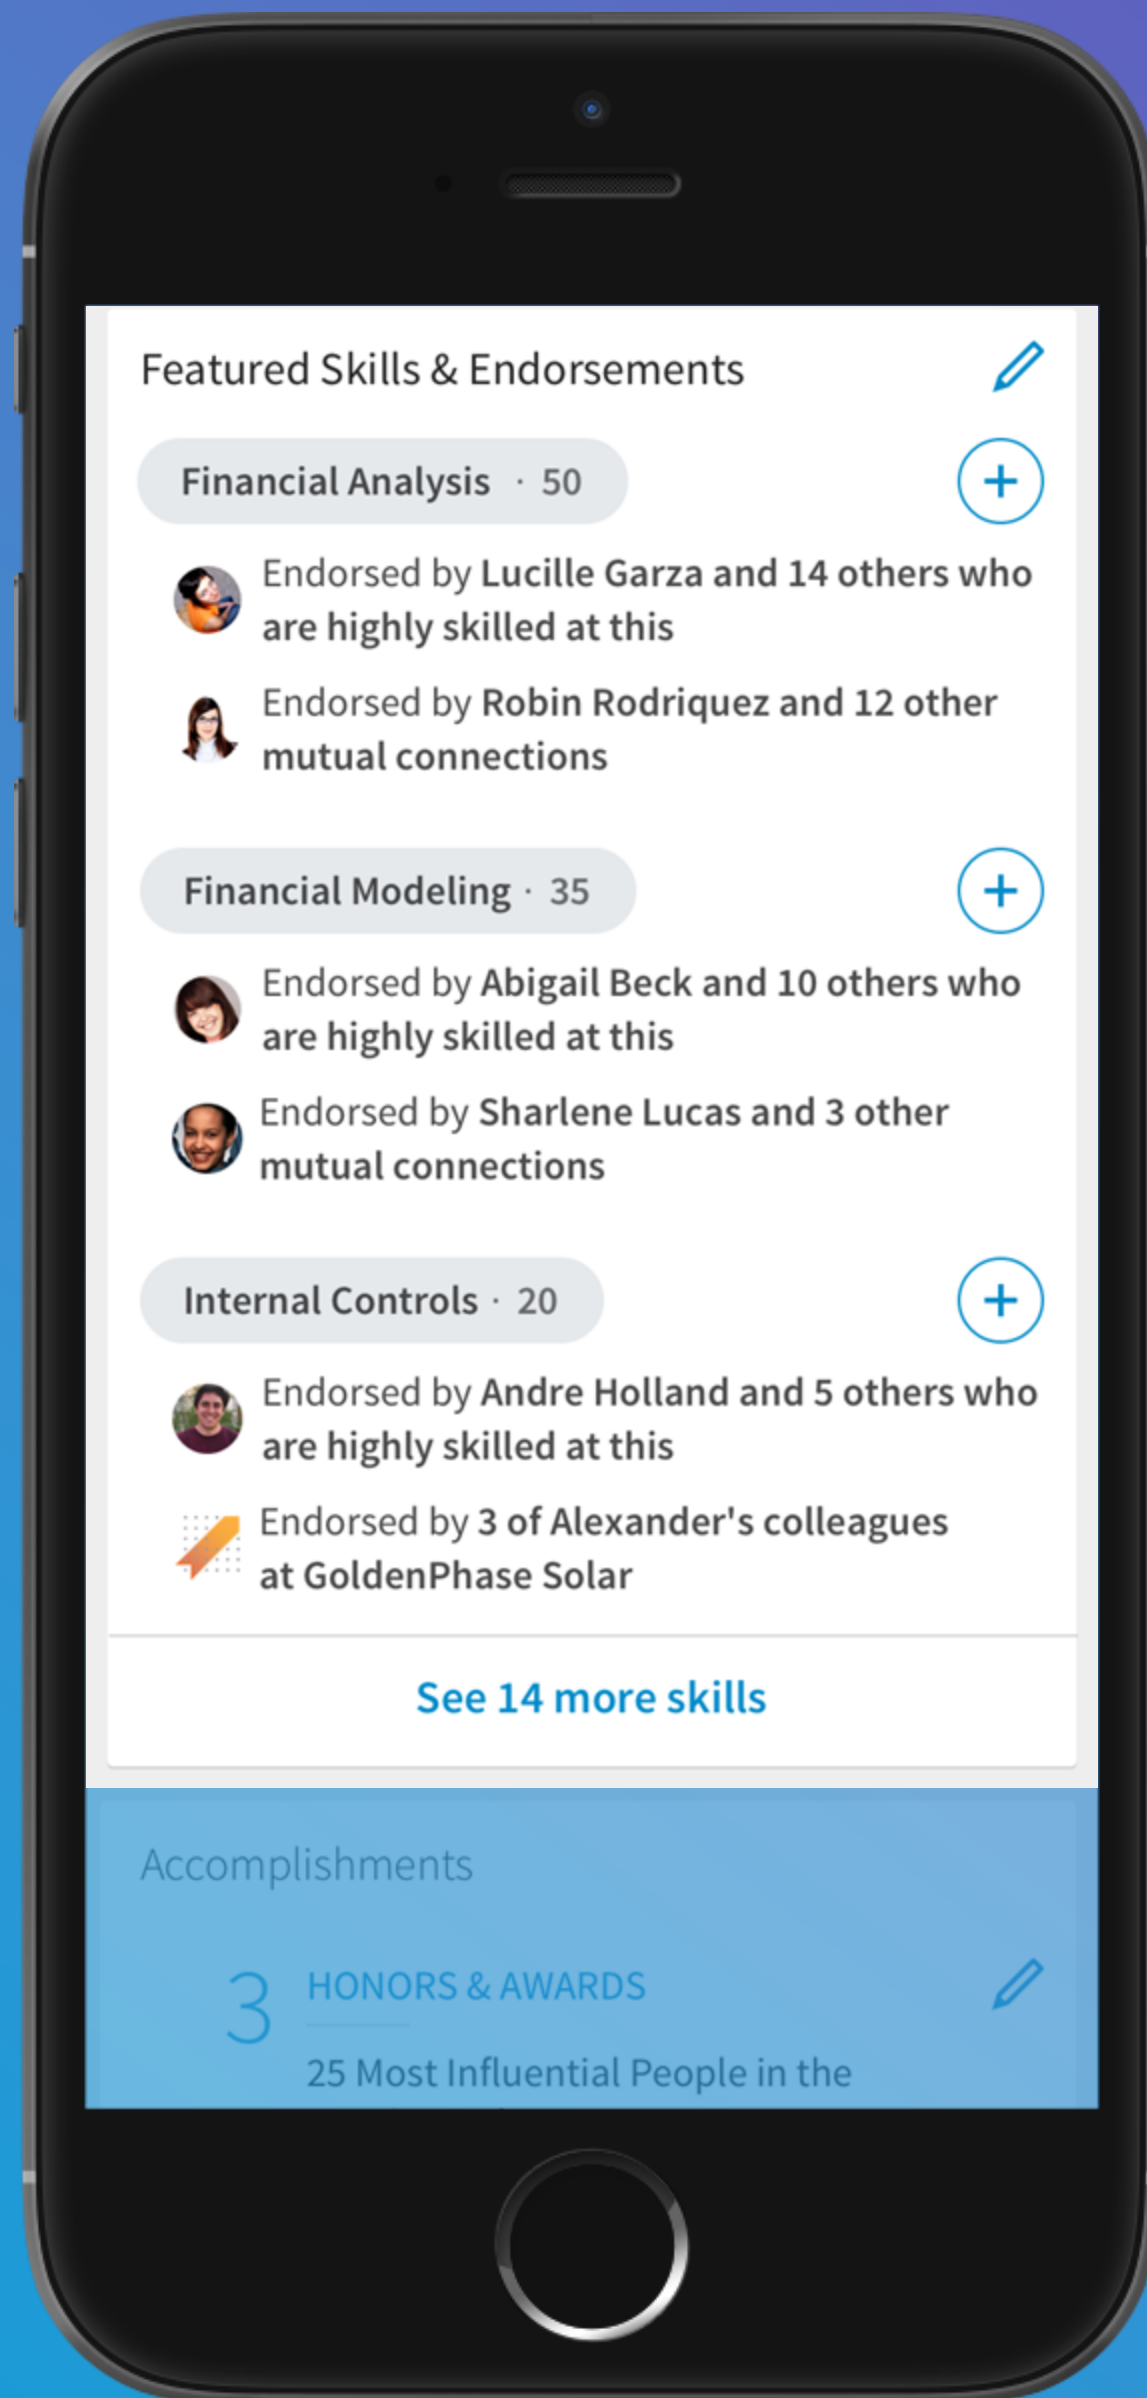 Featured Skills & Endorsements
Financial Analysis · 50
Endorsed by Lucille Garza and 14 others who
are highly skilled at this
Endorsed by Robin Rodriquez and 12 other
mutual connections
Financial Modeling · 35
Endorsed by Abigail Beck and 10 others who
are highly skilled at this
Endorsed by Sharlene Lucas and 3 other
mutual connections
Internal Controls · 20
Endorsed by Andre Holland and 5 others who
are highly skilled at this
Endorsed by 3 of Alexander's colleagues
at GoldenPhase Solar
See 14 more skills
Accomplishments
3 HONORS & AWARDS
25 Most Influential People in the